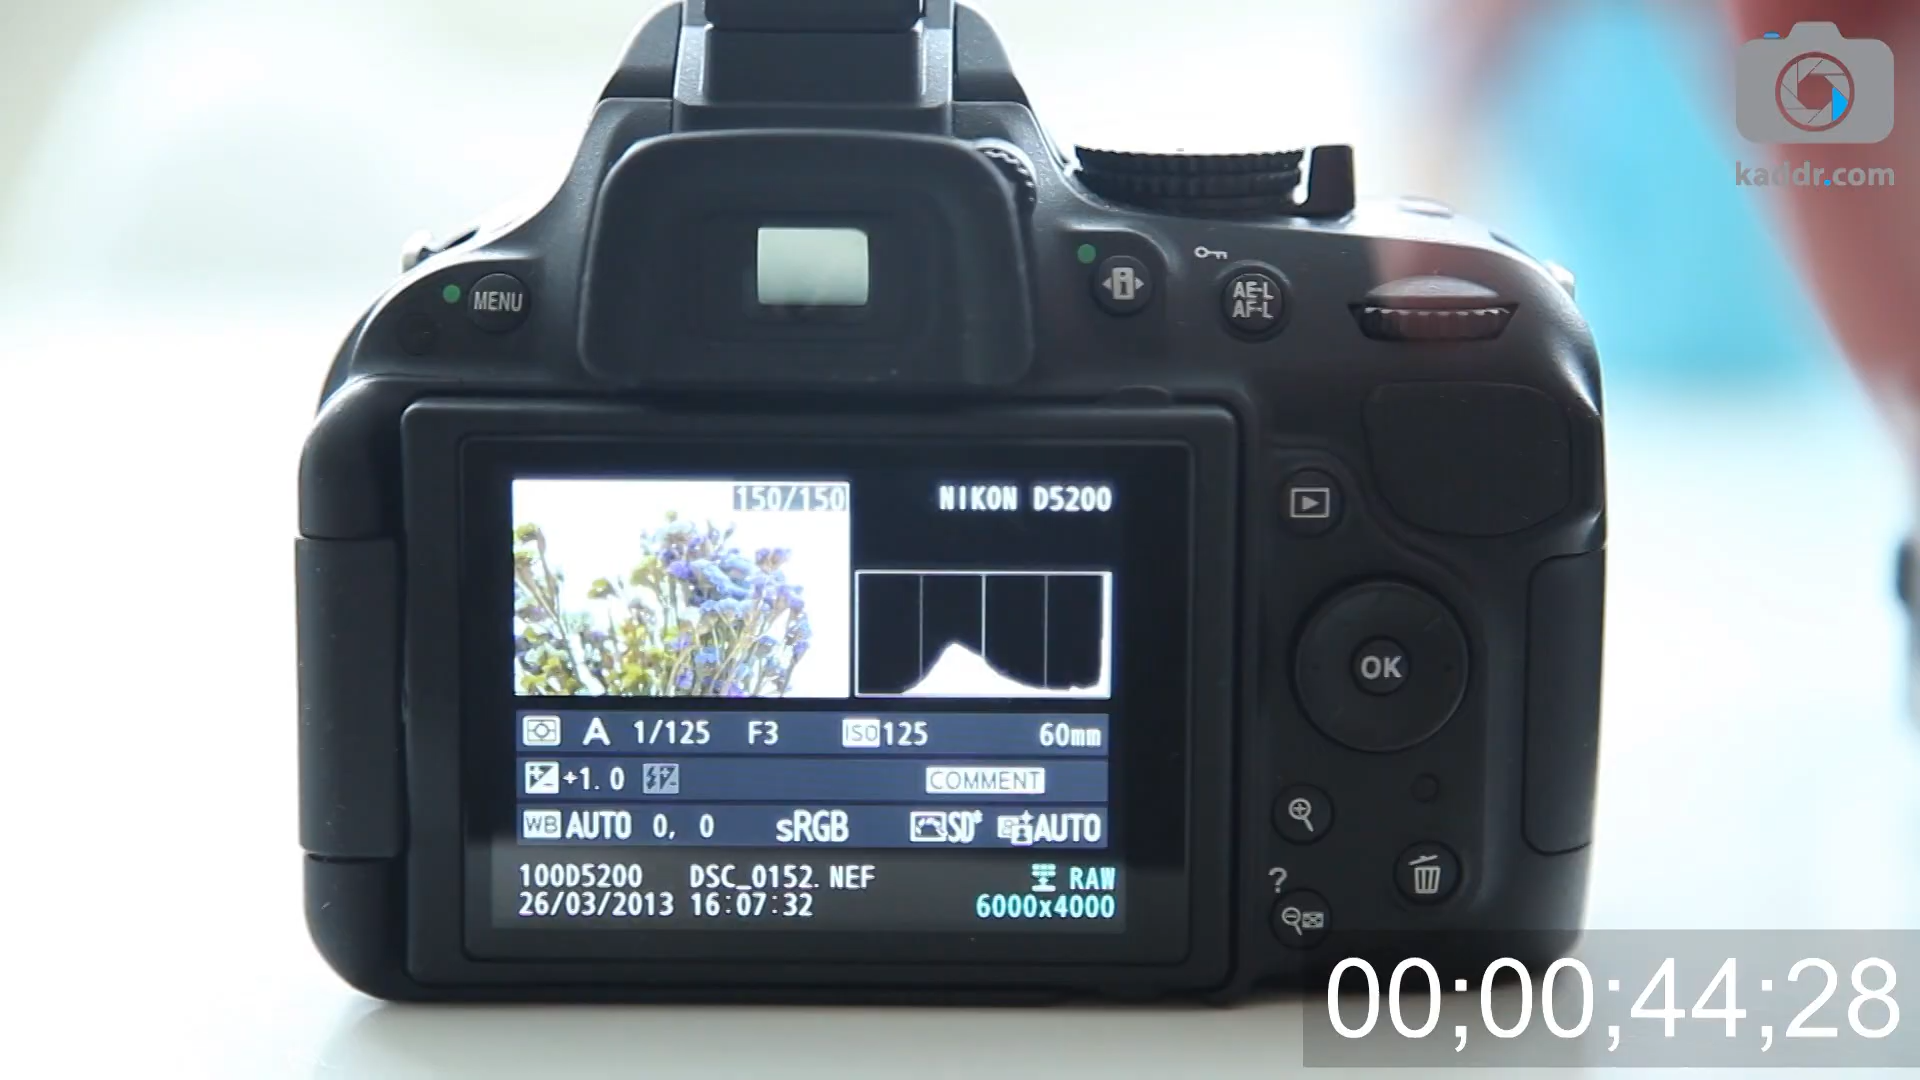 kaddr.com
MENU
i
AE-L
AF-L
150/150
NIKON D5200
OK
A 1/125 F3 ISO 125 60mm
+1.0 COMMENT
WB AUTO 0, 0 sRGB SD AUTO
100D5200 DSC_0152.NEF RAW
26/03/2013 16:07:32 6000x4000
?
00;00;44;28